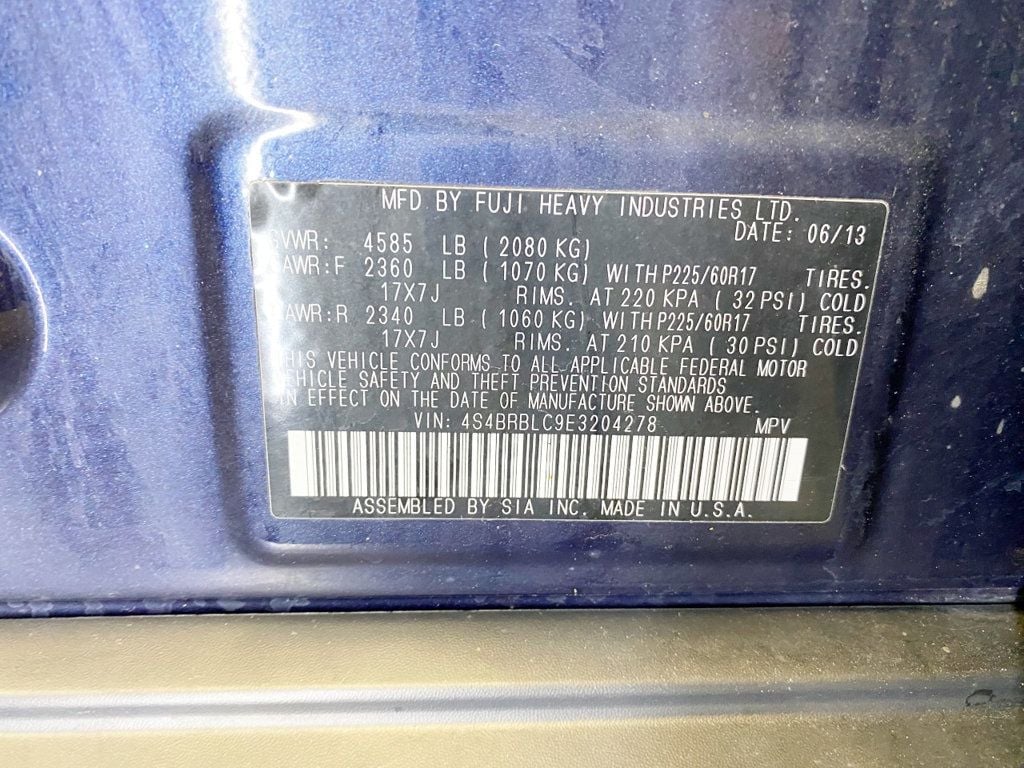 MFD BY FUJI HEAVY INDUSTRIES LTD.
DATE: 06/13
GVWR: 4585 LB (2080 KG)
GAWR:F 2360 LB (1070 KG) WITH P225/60R17 TIRES.
17X7J RIMS. AT 220 KPA (32 PSI) COLD
GAWR:R 2340 LB (1060 KG) WITH P225/60R17 TIRES.
17X7J RIMS. AT 210 KPA (30 PSI) COLD
THIS VEHICLE CONFORMS TO ALL APPLICABLE FEDERAL MOTOR
VEHICLE SAFETY AND THEFT PREVENTION STANDARDS
IN EFFECT ON THE DATE OF MANUFACTURE SHOWN ABOVE.
VIN: 4S4BRBLC9E3204278 MPV
ASSEMBLED BY SIA INC. MADE IN U.S.A.